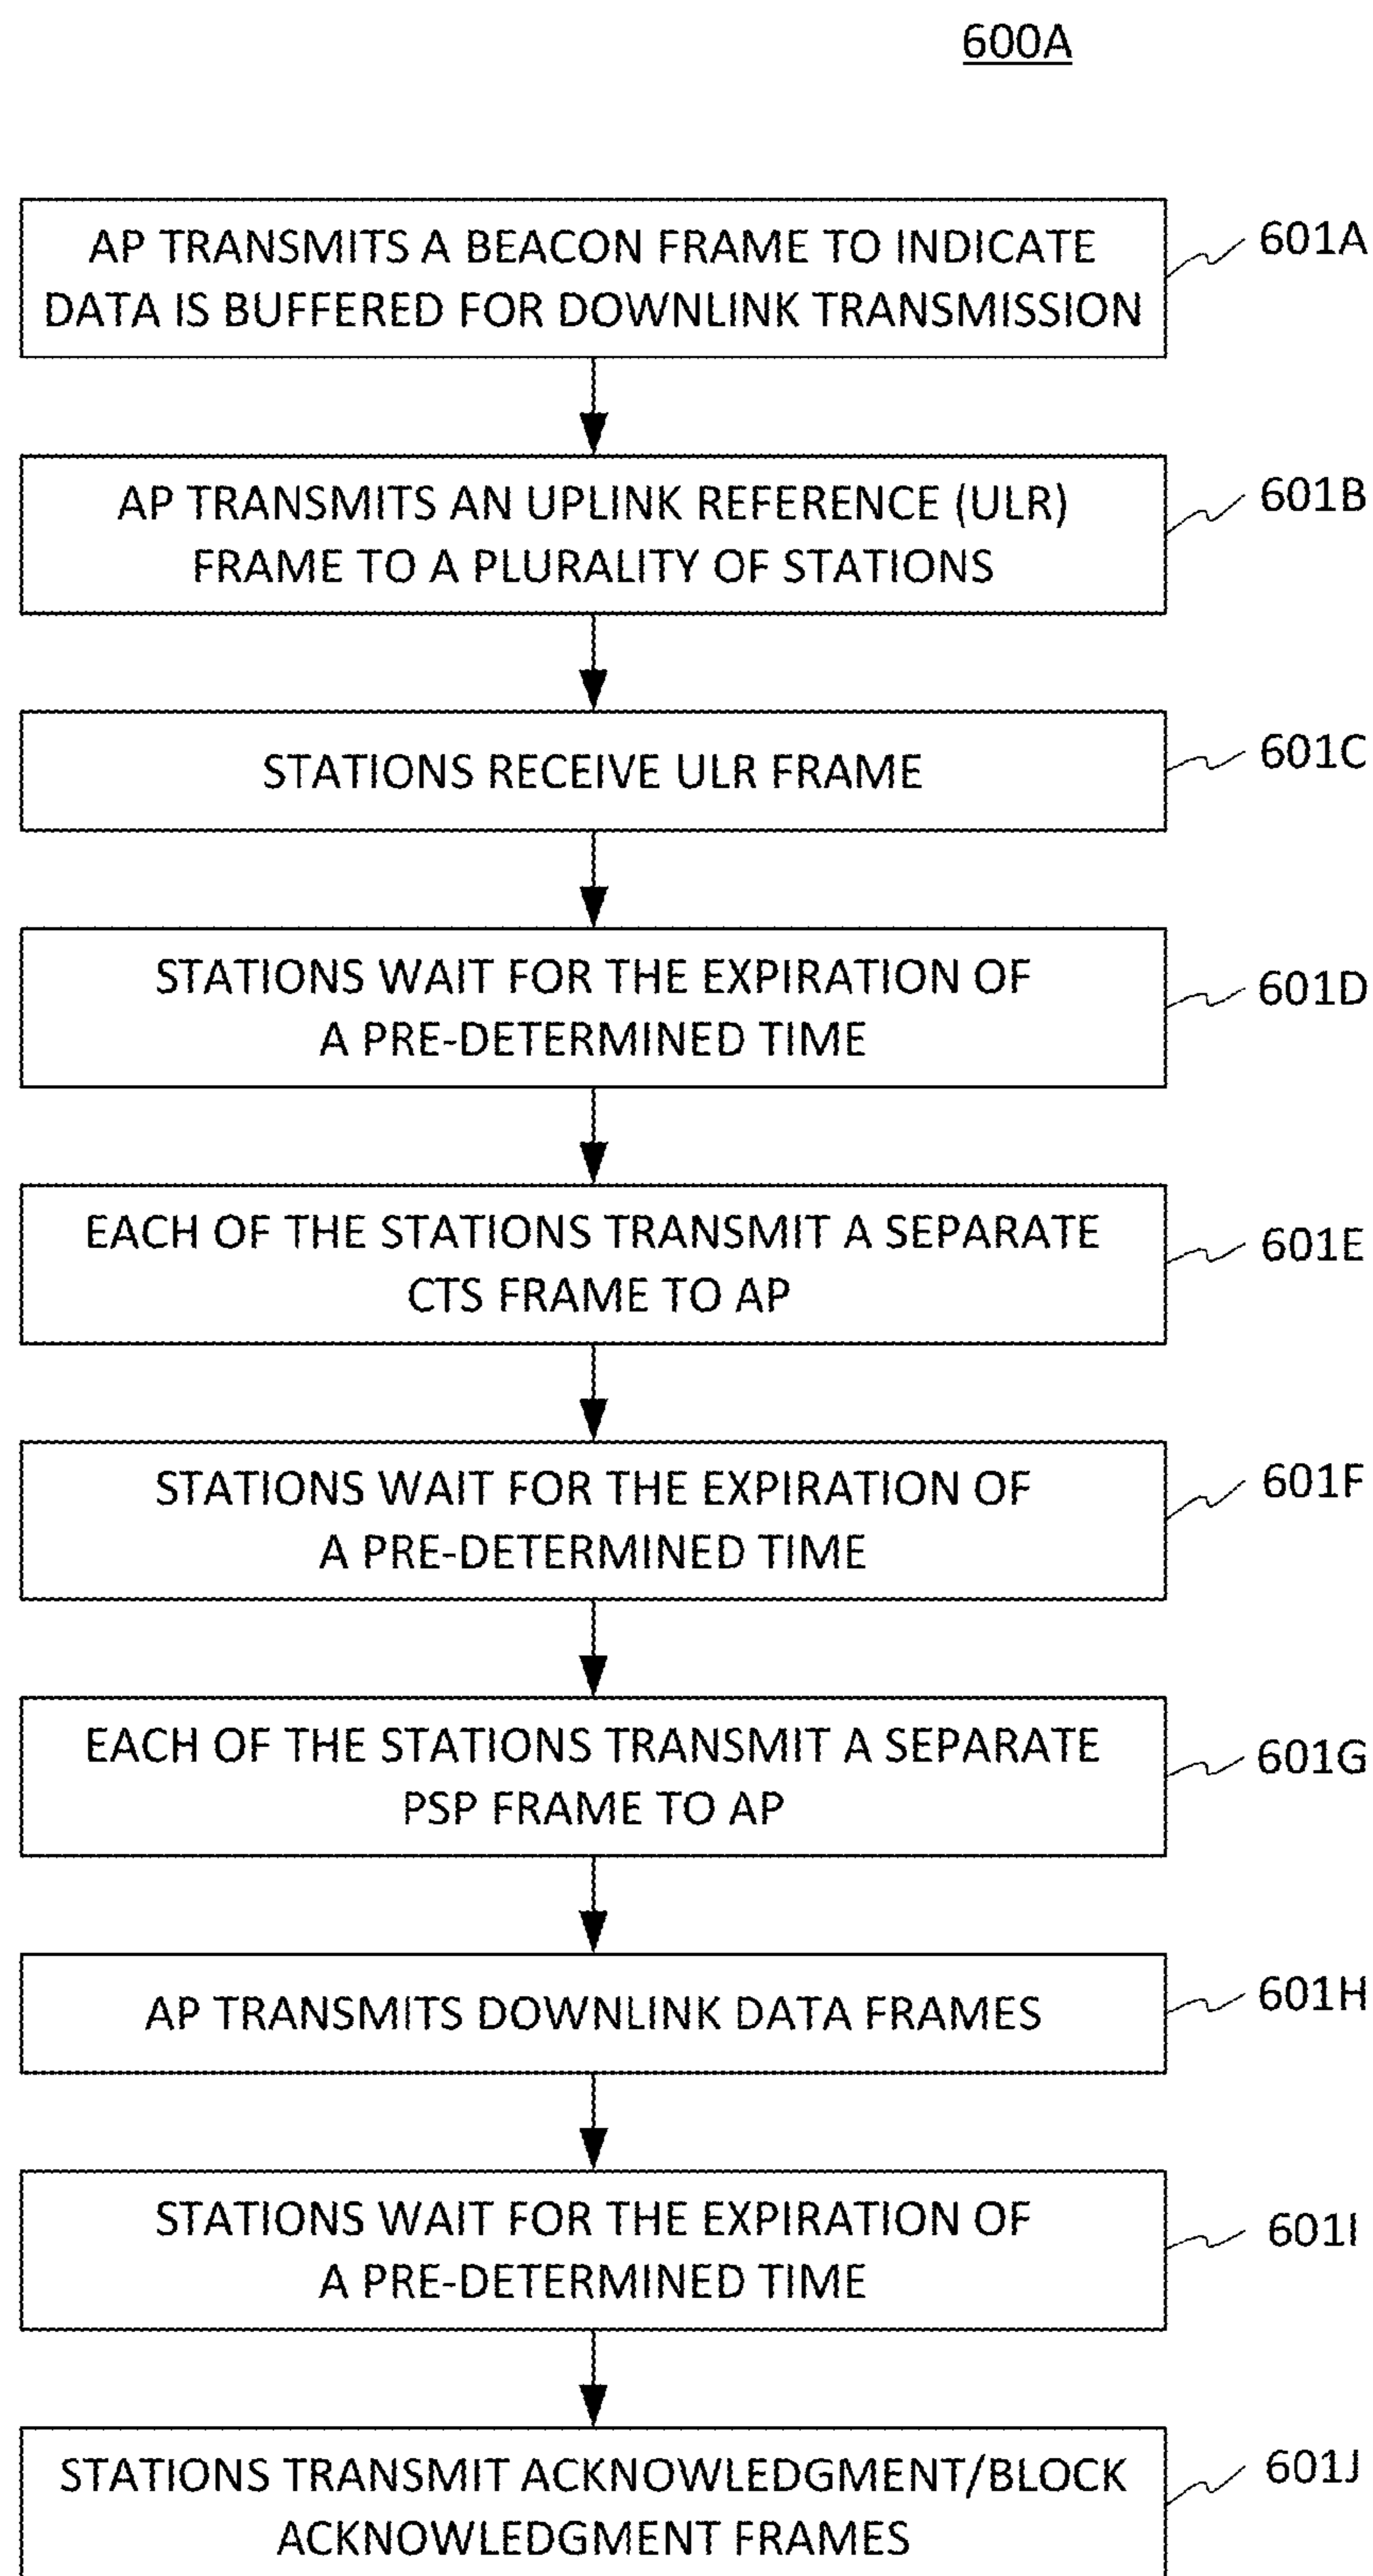 600A
AP TRANSMITS A BEACON FRAME TO INDICATE
DATA IS BUFFERED FOR DOWNLINK TRANSMISSION
601A
AP TRANSMITS AN UPLINK REFERENCE (ULR)
FRAME TO A PLURALITY OF STATIONS
601B
STATIONS RECEIVE ULR FRAME
601C
STATIONS WAIT FOR THE EXPIRATION OF
A PRE-DETERMINED TIME
601D
EACH OF THE STATIONS TRANSMIT A SEPARATE
CTS FRAME TO AP
601E
STATIONS WAIT FOR THE EXPIRATION OF
A PRE-DETERMINED TIME
601F
EACH OF THE STATIONS TRANSMIT A SEPARATE
PSP FRAME TO AP
601G
AP TRANSMITS DOWNLINK DATA FRAMES
601H
STATIONS WAIT FOR THE EXPIRATION OF
A PRE-DETERMINED TIME
601I
STATIONS TRANSMIT ACKNOWLEDGMENT/BLOCK
ACKNOWLEDGMENT FRAMES
601J